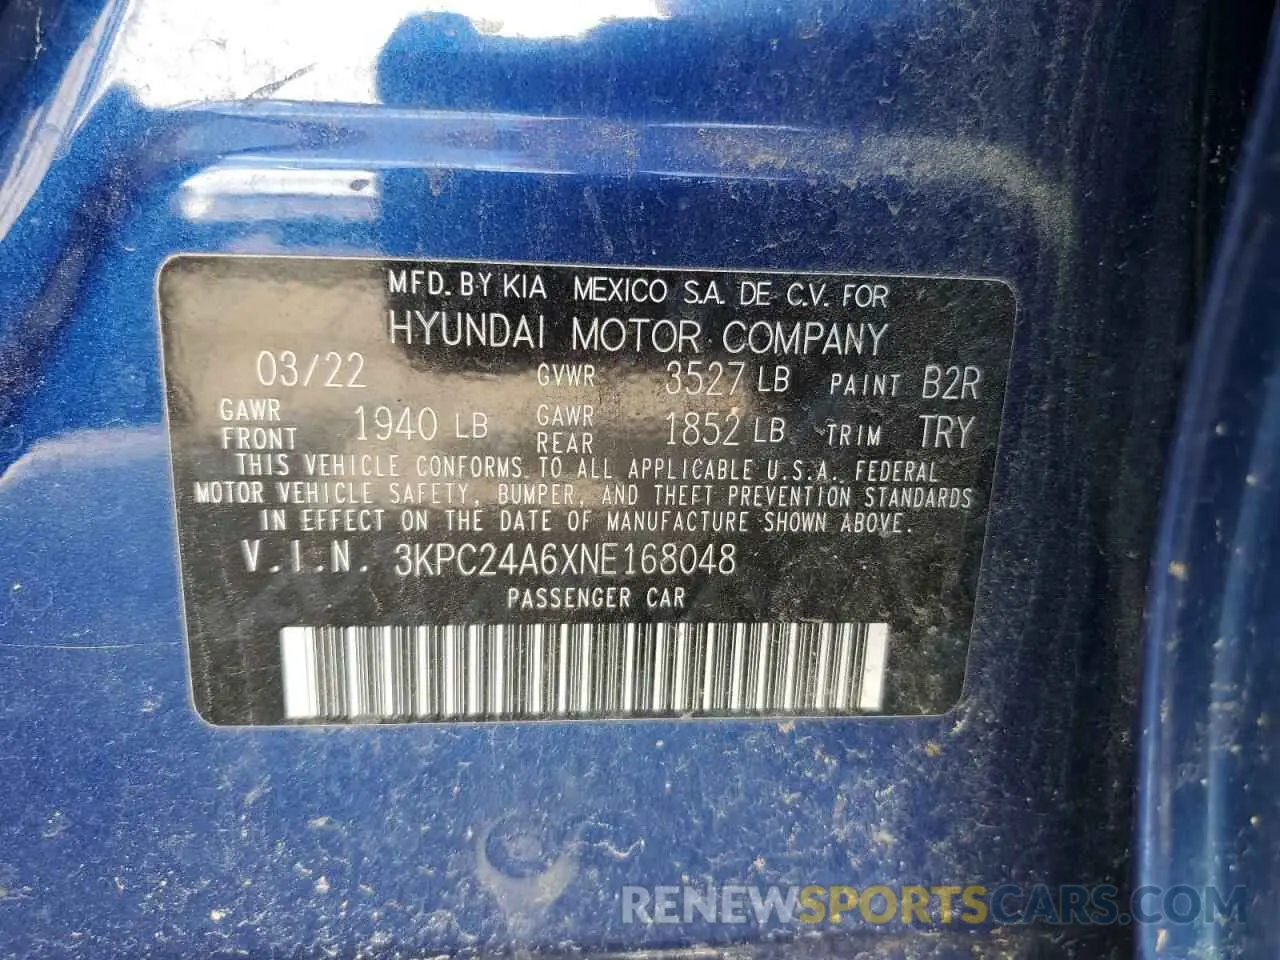 MFD. BY KIA MEXICO S.A. DE C.V. FOR
HYUNDAI MOTOR COMPANY
03/22 GVWR 3527 LB PAINT B2R
GAWR FRONT 1940 LB GAWR REAR 1852 LB TRIM TRY
THIS VEHICLE CONFORMS TO ALL APPLICABLE U.S.A. FEDERAL
MOTOR VEHICLE SAFETY, BUMPER, AND THEFT PREVENTION STANDARDS
IN EFFECT ON THE DATE OF MANUFACTURE SHOWN ABOVE.
V.I.N. 3KPC24A6XNE168048
PASSENGER CAR
RENEWSPORTSCARS.COM